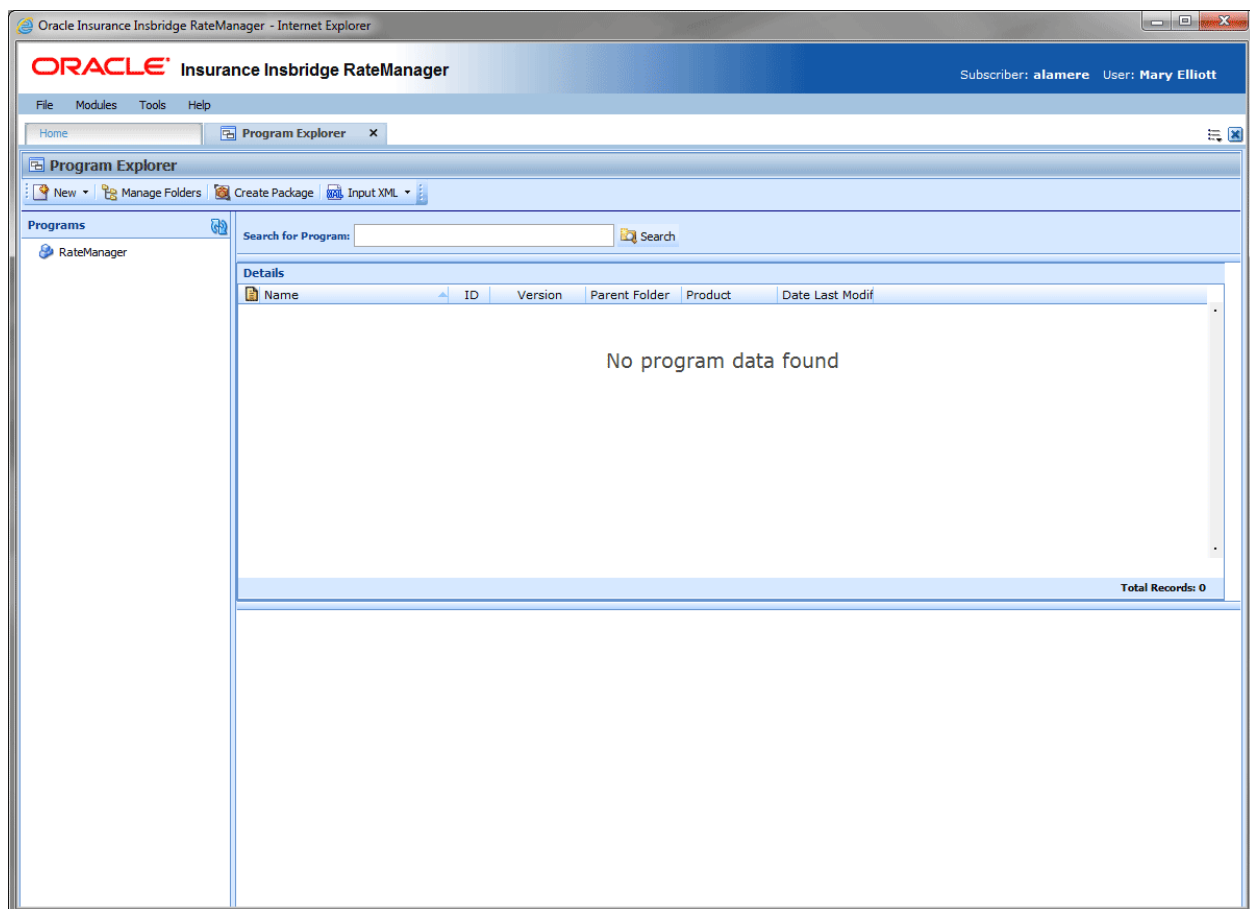 Oracle Insurance Insbridge RateManager - Internet Explorer
ORACLE Insurance Insbridge RateManager
Subscriber: alamere User: Mary Elliott
File Modules Tools Help
Home Program Explorer X
Program Explorer
New Manage Folders Create Package XML Input XML
Programs
Search for Program: Search
RateManager
Details
Name ID Version Parent Folder Product Date Last Modif
No program data found
Total Records: 0